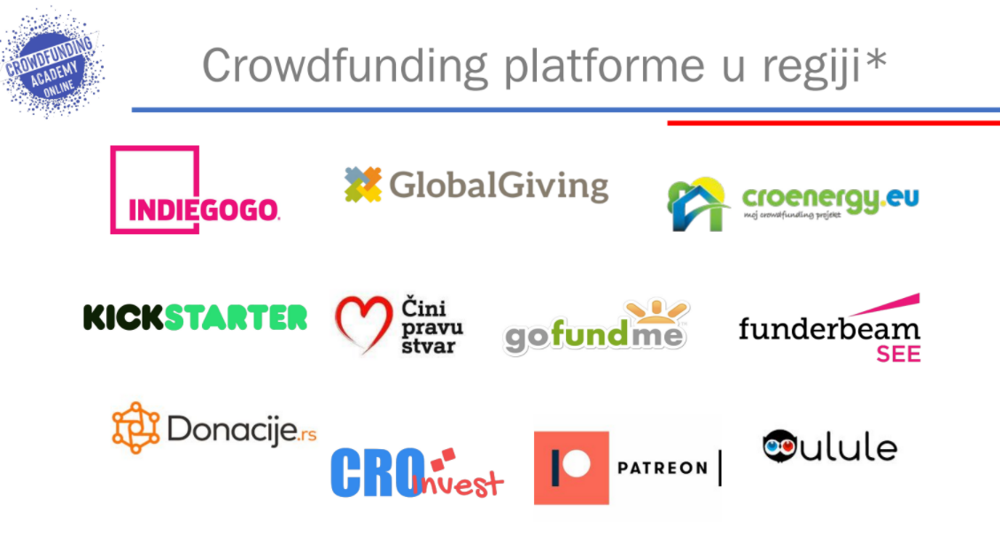 CROWDFUNDING
ACADEMY
ONLINE
Crowdfunding platforme u regiji*
INDIEGOGO.
GlobalGiving
croenergy.eu
moj crowdfunding projekt
KICKSTARTER
Čini
pravu
stvar
gofundme
funderbeam
SEE
Donacije.rs
CROinvest
PATREON
ulule